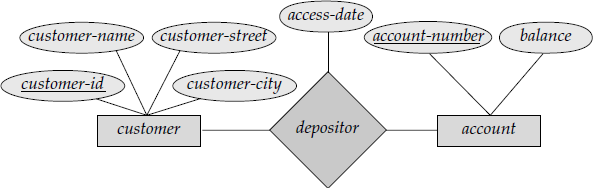 access-date
customer-name
customer-street
account-number
balance
customer-id
customer-city
customer
depositor
account